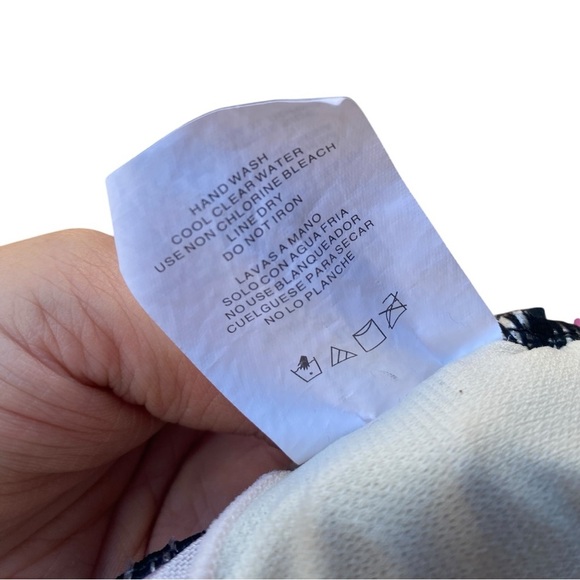 HAND WASH
COOL CLEAR WATER
USE NON CHLORINE BLEACH
LINE DRY
DO NOT IRON
LAVAS A MANO
SOLO CON AGUA FRIA
NO USE BLANQUEADOR
CUELGUESE PARA SECAR
NO LO PLANCHE